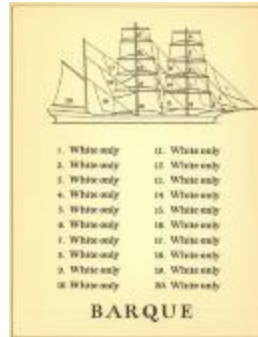 1. White only
2. White only
3. White only
4. White only
5. White only
6. White only
7. White only
8. White only
9. White only
10. White only
11. White only
12. White only
13. White only
14. White only
15. White only
16. White only
17. White only
18. White only
19. White only
20. White only
BARQUE